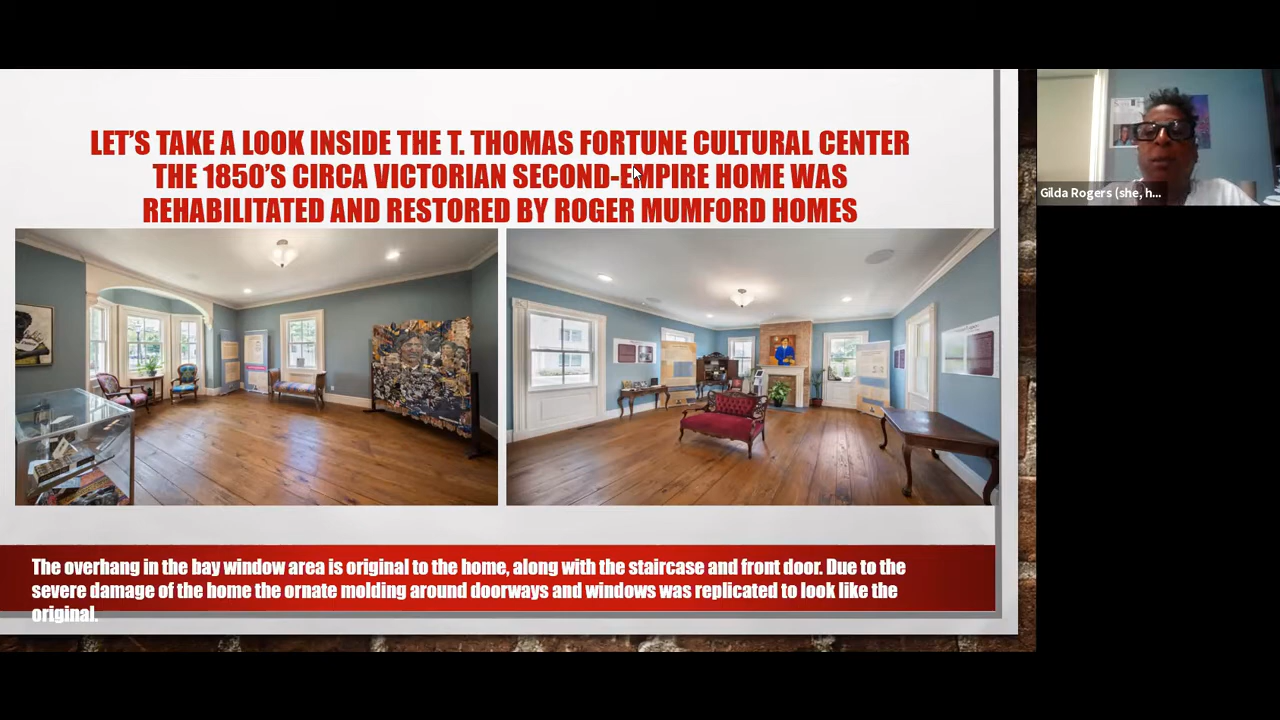 LET'S TAKE A LOOK INSIDE THE T. THOMAS FORTUNE CULTURAL CENTER
THE 1850'S CIRCA VICTORIAN SECOND-EMPIRE HOME WAS
REHABILITATED AND RESTORED BY ROGER MUMFORD HOMES
Gilda Rogers (she, h...
The overhang in the bay window area is original to the home, along with the staircase and front door. Due to the
severe damage of the home the ornate molding around doorways and windows was replicated to look like the
original.